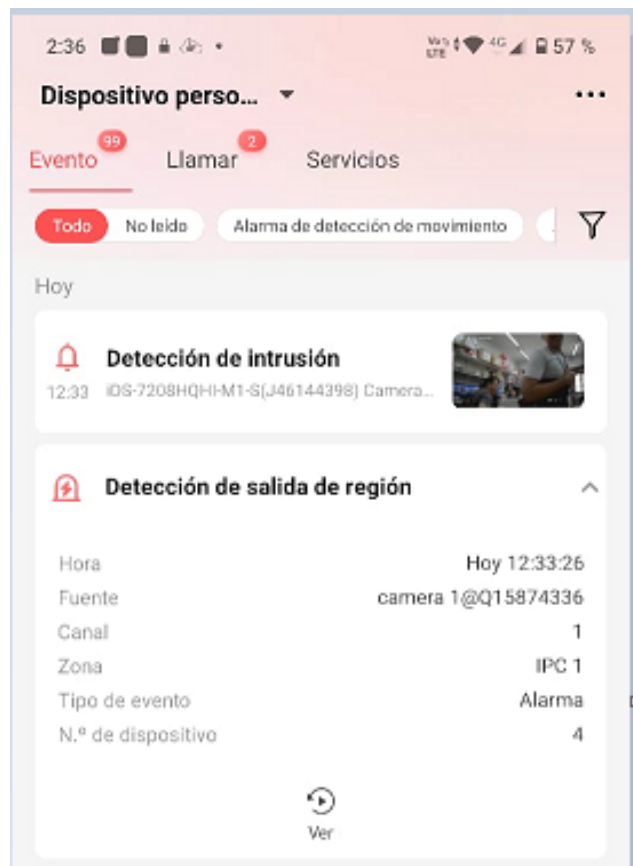 2:36 4G 57 %
Dispositivo perso...
Evento 99 Llamar 2 Servicios
Todo No leído Alarma de detección de movimiento
Hoy
Detección de intrusión
12:33 iDS-7208HQHI-M1-S(J46144398) Camera...
Detección de salida de región
Hora Hoy 12:33:26
Fuente camera 1@Q15874336
Canal 1
Zona IPC 1
Tipo de evento Alarma
N.º de dispositivo 4
Ver